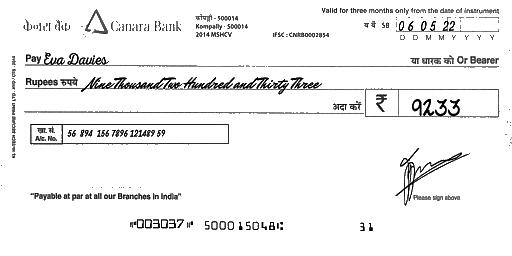 केनरा बैंक Canara Bank
कोंपल्ली - 500014
Kompally - 500014
2014 MSHCV
IFSC : CNRB0002854
Valid for three months only from the date of instrument
SB 06 05 22
D D M M Y Y Y Y
Pay Eva Davies या धारक को Or Bearer
Rupees रुपये Nine Thousand Two Hundred and Thirty Three
अदा करें ₹ 9233
खा. सं.
A/c. No. 56 894 156 7896 121489 59
Please sign above
"Payable at par at all our Branches in India"
"003037" 500015048 31